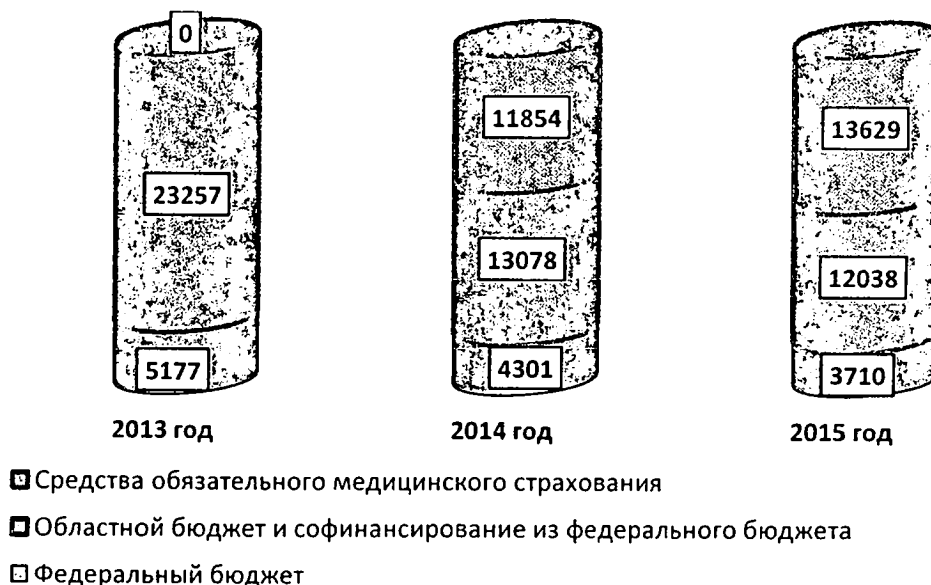 0
11854
13629
23257
13078
12038
5177
4301
3710
2013 год
2014 год
2015 год
Средства обязательного медицинского страхования
Областной бюджет и софинансирование из федерального бюджета
Федеральный бюджет